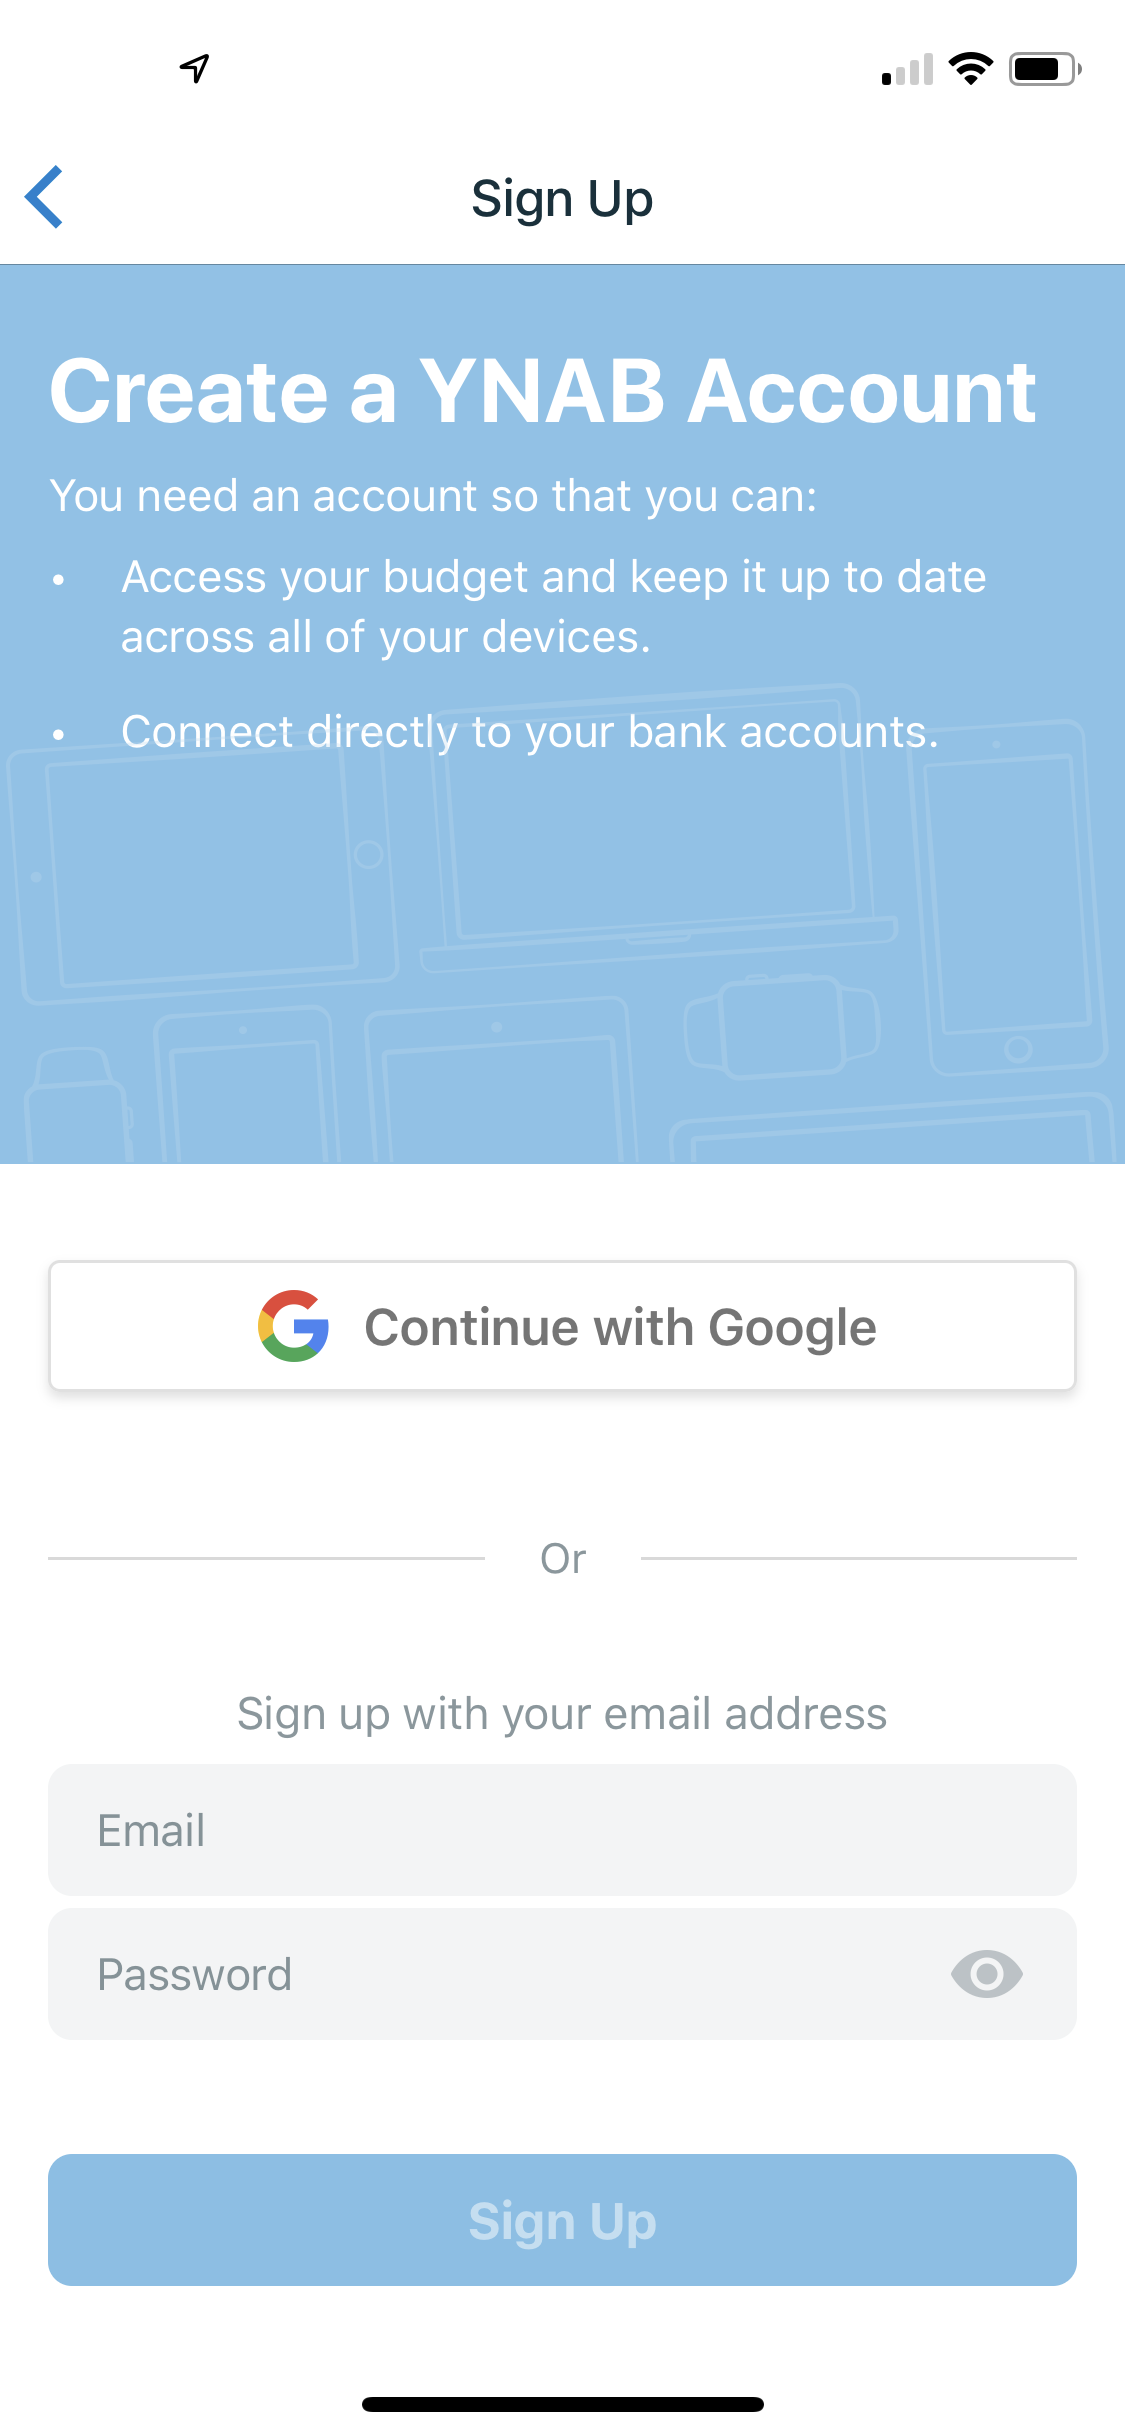 Sign Up
Create a YNAB Account
You need an account so that you can:
• Access your budget and keep it up to date
across all of your devices.
• Connect directly to your bank accounts.
Continue with Google
Or
Sign up with your email address
Email
Password
Sign Up